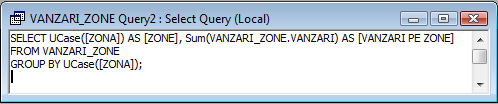 VANZARI_ZONE Query2 : Select Query (Local)
SELECT UCase([ZONA]) AS [ZONE], Sum(VANZARI_ZONE.VANZARI) AS [VANZARI PE ZONE]
FROM VANZARI_ZONE
GROUP BY UCase([ZONA]);